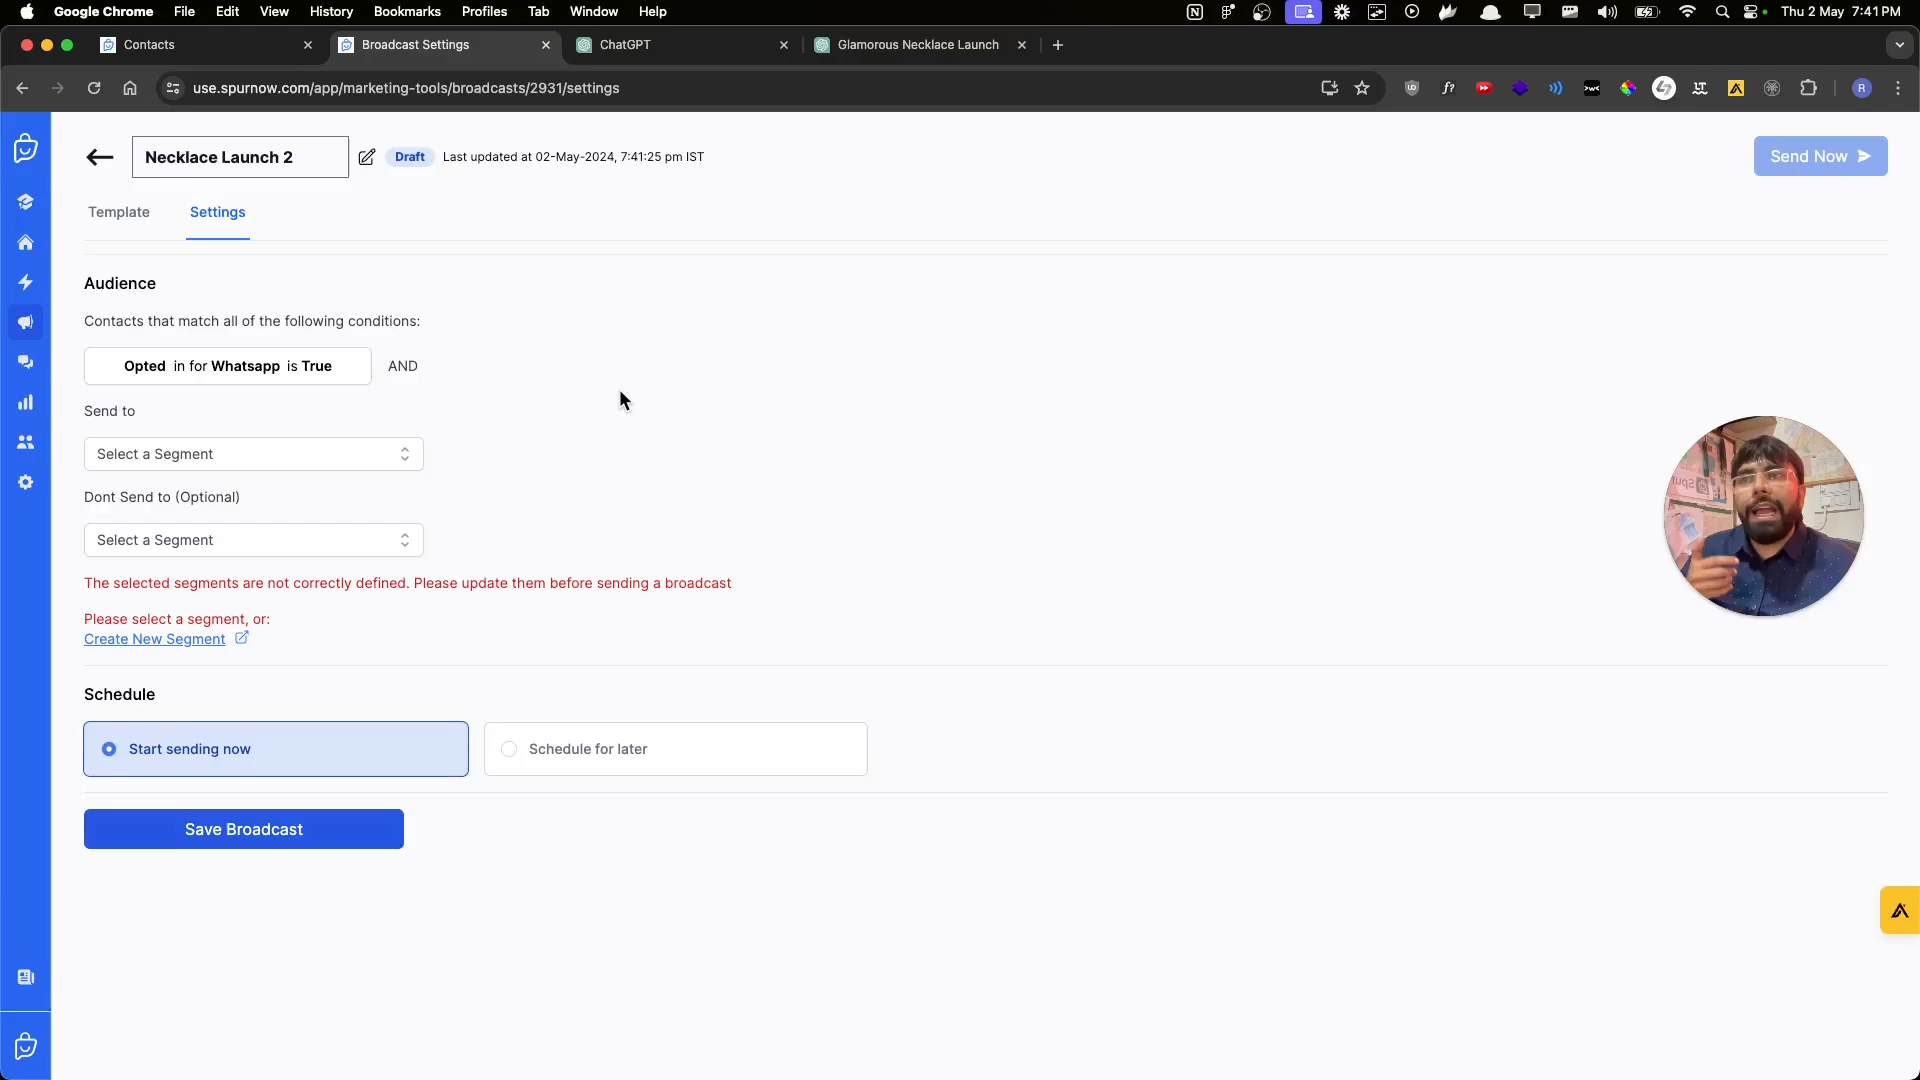 Google Chrome File Edit View History Bookmarks Profiles Tab Window Help Thu 2 May 7:41 PM
Contacts Broadcast Settings ChatGPT Glamorous Necklace Launch
use.spurnow.com/app/marketing-tools/broadcasts/2931/settings
Necklace Launch 2 Draft Last updated at 02-May-2024, 7:41:25 pm IST Send Now
Template Settings
Audience
Contacts that match all of the following conditions:
Opted in for Whatsapp is True AND
Send to
Select a Segment
Dont Send to (Optional)
Select a Segment
The selected segments are not correctly defined. Please update them before sending a broadcast
Please select a segment, or:
Create New Segment
Schedule
Start sending now Schedule for later
Save Broadcast